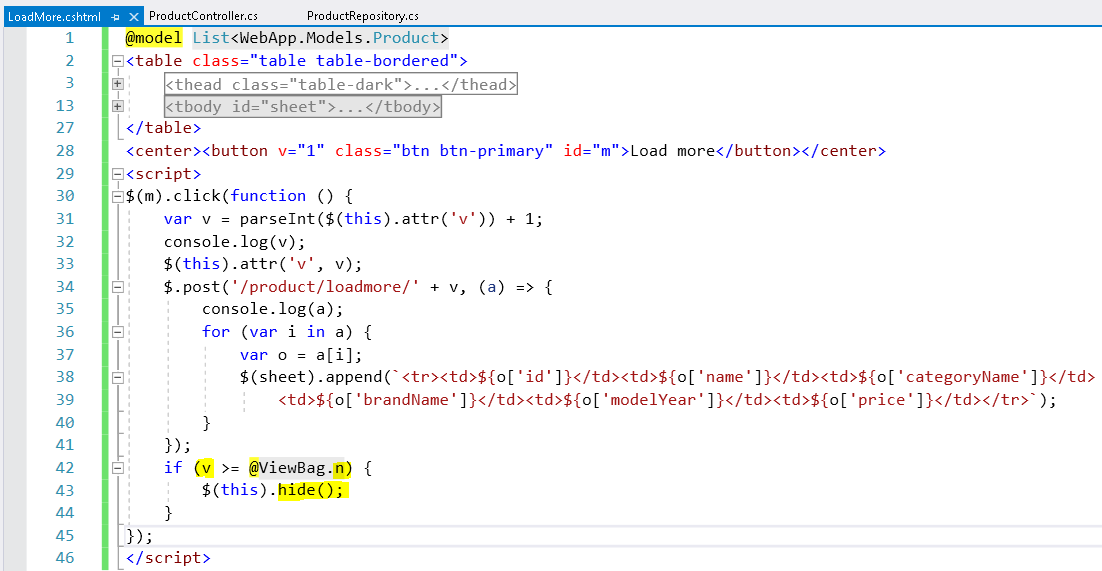 LoadMore.cshtml ProductController.cs ProductRepository.cs
1 @model List<WebApp.Models.Product>
2 <table class="table table-bordered">
3 <thead class="table-dark">...</thead>
13 <tbody id="sheet">...</tbody>
27 </table>
28 <center><button v="1" class="btn btn-primary" id="m">Load more</button></center>
29 <script>
30 $(m).click(function () {
31 var v = parseInt($(this).attr('v')) + 1;
32 console.log(v);
33 $(this).attr('v', v);
34 $.post('/product/loadmore/' + v, (a) => {
35 console.log(a);
36 for (var i in a) {
37 var o = a[i];
38 $(sheet).append(`<tr><td>${o['id']}</td><td>${o['name']}</td><td>${o['categoryName']}</td>
39 <td>${o['brandName']}</td><td>${o['modelYear']}</td><td>${o['price']}</td></tr>`);
40 }
41 });
42 if (v >= @ViewBag.n) {
43 $(this).hide();
44 }
45 });
46 </script>